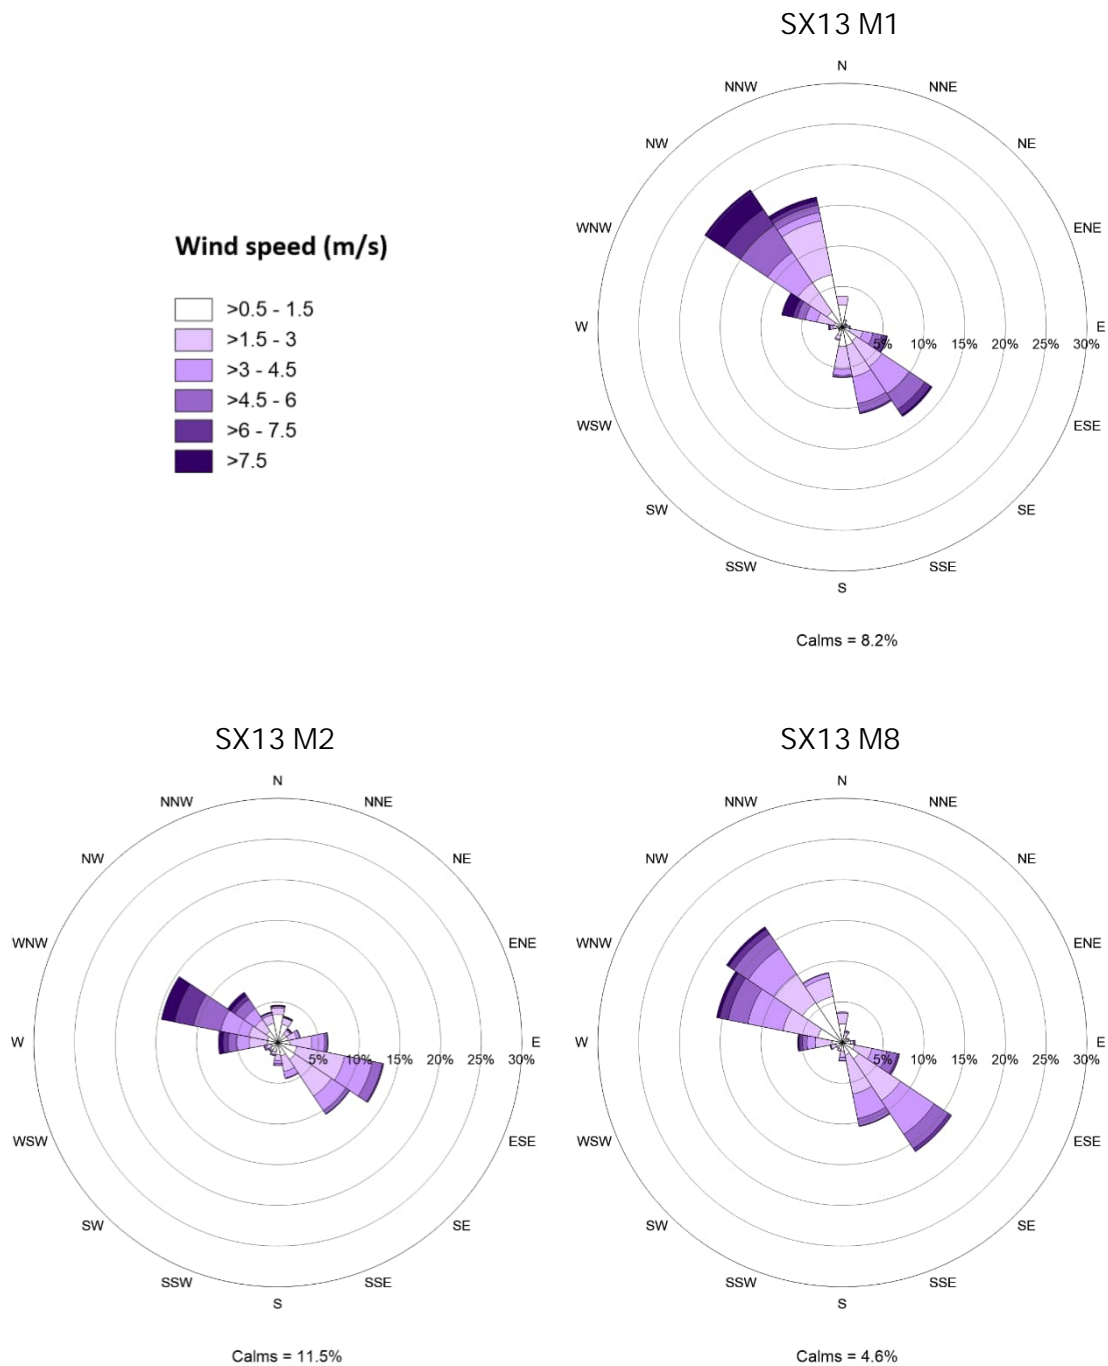 SX13 M1
N
NNW
NNE
NW
NE
WNW
ENE
W
E
5%
10%
15%
20%
25%
30%
WSW
ESE
SW
SE
SSW
SSE
S
Calms = 8.2%
Wind speed (m/s)
>0.5 - 1.5
>1.5 - 3
>3 - 4.5
>4.5 - 6
>6 - 7.5
>7.5
SX13 M2
N
NNW
NNE
NW
NE
WNW
ENE
W
E
5%
10%
15%
20%
25%
30%
WSW
ESE
SW
SE
SSW
SSE
S
Calms = 11.5%
SX13 M8
N
NNW
NNE
NW
NE
WNW
ENE
W
E
5%
10%
15%
20%
25%
30%
WSW
ESE
SW
SE
SSW
SSE
S
Calms = 4.6%